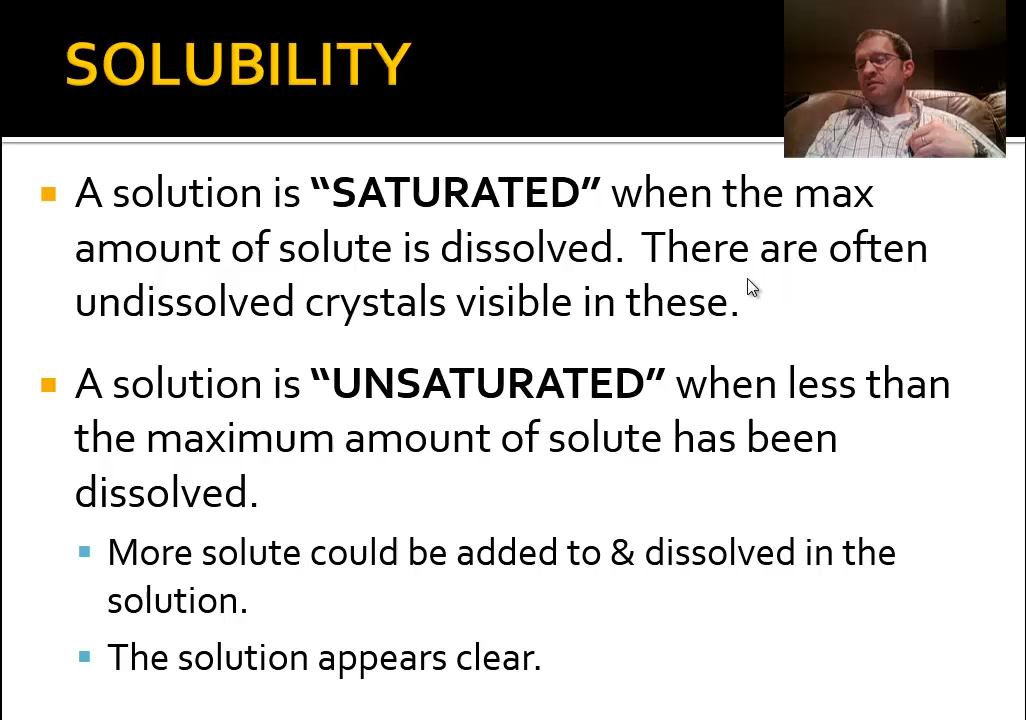 SOLUBILITY
A solution is “SATURATED” when the max
amount of solute is dissolved.  There are often
undissolved crystals visible in these.
A solution is “UNSATURATED” when less than
the maximum amount of solute has been
dissolved.
More solute could be added to & dissolved in the
solution.
The solution appears clear.